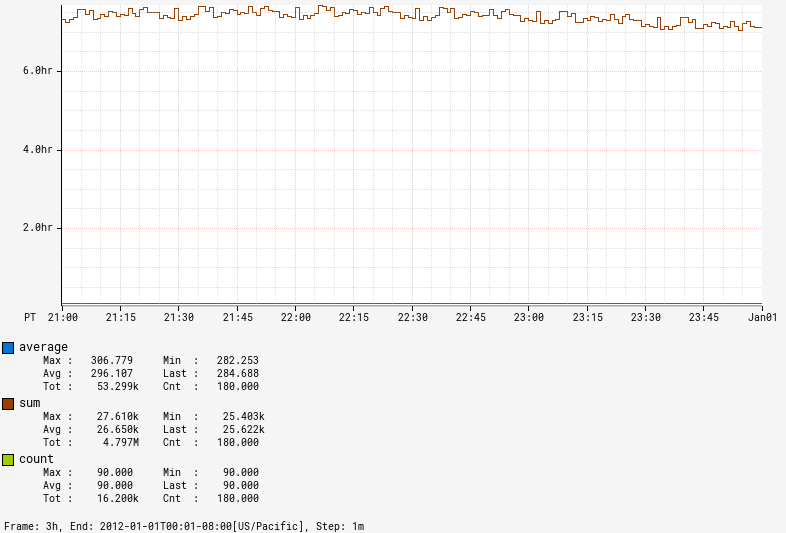 6.0hr
4.0hr
2.0hr
PT 21:00 21:15 21:30 21:45 22:00 22:15 22:30 22:45 23:00 23:15 23:30 23:45 Jan01
average
Max : 306.779 Min : 282.253
Avg : 296.107 Last : 284.688
Tot : 53.299k Cnt : 180.000
sum
Max : 27.610k Min : 25.403k
Avg : 26.650k Last : 25.622k
Tot : 4.797M Cnt : 180.000
count
Max : 90.000 Min : 90.000
Avg : 90.000 Last : 90.000
Tot : 16.200k Cnt : 180.000
Frame: 3h, End: 2012-01-01T00:01-08:00[US/Pacific], Step: 1m